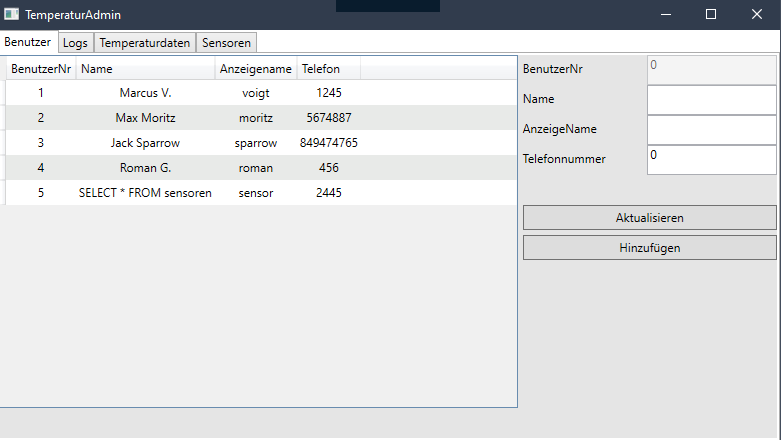 TemperaturAdmin
Benutzer Logs Temperaturdaten Sensoren
BenutzerNr Name Anzeigename Telefon
1 Marcus V. voigt 1245
2 Max Moritz moritz 5674887
3 Jack Sparrow sparrow 849474765
4 Roman G. roman 456
5 SELECT * FROM sensoren sensor 2445
BenutzerNr 0
Name
AnzeigeName
Telefonnummer 0
Aktualisieren
Hinzufügen